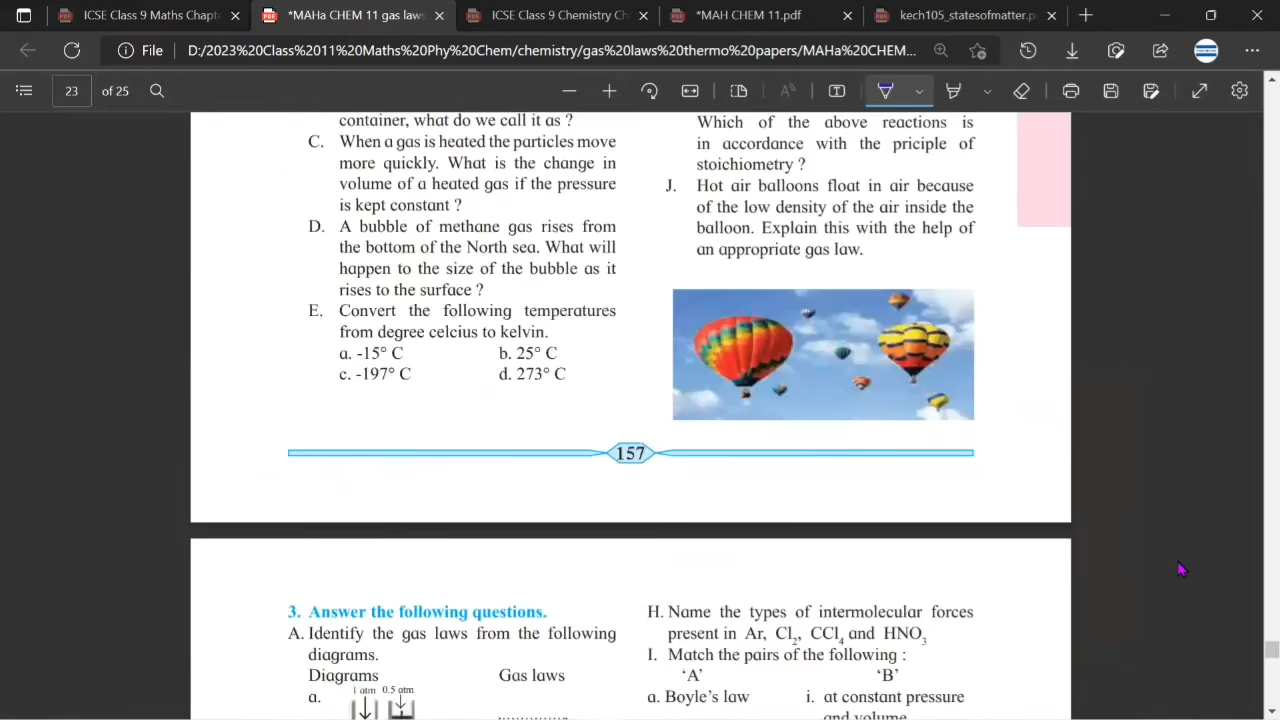 ICSE Class 9 Maths Chapt
*MAHa CHEM 11 gas laws
ICSE Class 9 Chemistry Ch
*MAH CHEM 11.pdf
kech105_statesofmatter.p
File
D:/2023%20Class%2011%20Maths%20Phy%20Chem/chemistry/gas%20laws%20thermo%20papers/MAHa%20CHEM...
23
of 25
container, what do we call it as ?
C. When a gas is heated the particles move
more quickly. What is the change in
volume of a heated gas if the pressure
is kept constant ?
D. A bubble of methane gas rises from
the bottom of the North sea. What will
happen to the size of the bubble as it
rises to the surface ?
E. Convert the following temperatures
from degree celcius to kelvin.
a. -15° C b. 25° C
c. -197° C d. 273° C
Which of the above reactions is
in accordance with the priciple of
stoichiometry ?
J. Hot air balloons float in air because
of the low density of the air inside the
balloon. Explain this with the help of
an appropriate gas law.
157
3. Answer the following questions.
A. Identify the gas laws from the following
diagrams.
Diagrams Gas laws
a. 1 atm 0.5 atm
H. Name the types of intermolecular forces
present in Ar, Cl₂, CCl₄ and HNO₃
I. Match the pairs of the following :
‘A’ ‘B’
a. Boyle’s law i. at constant pressure
and volume